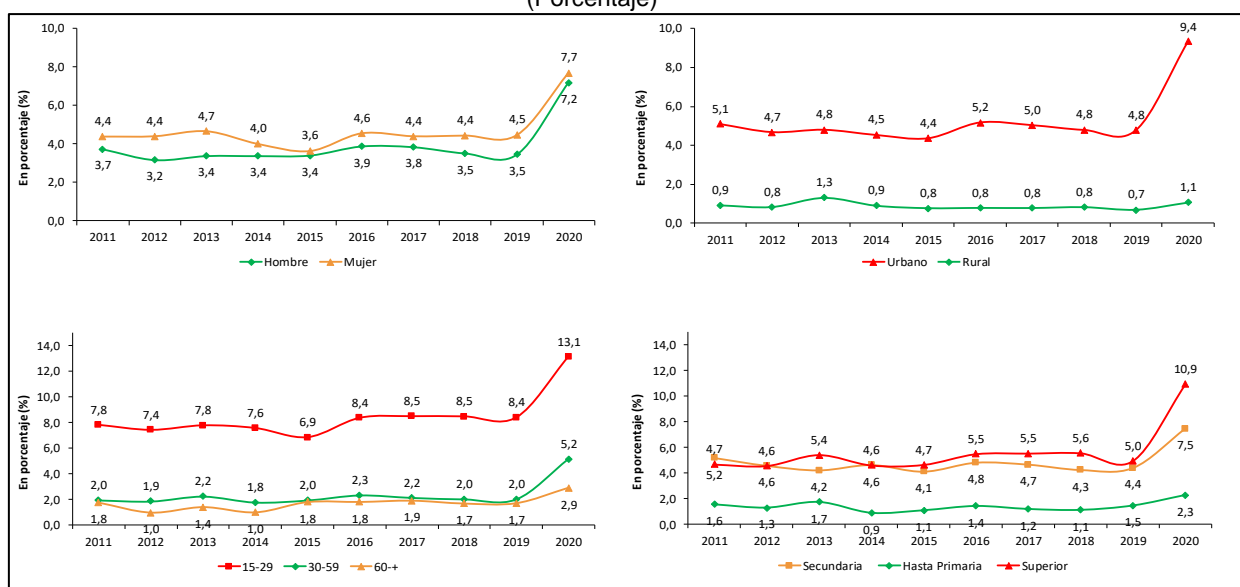 (Porcentaje)
10,0
8,0
6,0
4,0
2,0
0,0
En porcentaje (%)
4,4 4,4 4,7 4,0 3,6 4,6 4,4 4,4 4,5 7,7
3,7 3,2 3,4 3,4 3,4 3,9 3,8 3,5 3,5 7,2
2011 2012 2013 2014 2015 2016 2017 2018 2019 2020
Hombre Mujer
10,0
8,0
6,0
4,0
2,0
0,0
En porcentaje (%)
5,1 4,7 4,8 4,5 4,4 5,2 5,0 4,8 4,8 9,4
0,9 0,8 1,3 0,9 0,8 0,8 0,8 0,8 0,7 1,1
2011 2012 2013 2014 2015 2016 2017 2018 2019 2020
Urbano Rural
14,0
12,0
10,0
8,0
6,0
4,0
2,0
0,0
En porcentaje (%)
7,8 7,4 7,8 7,6 6,9 8,4 8,5 8,5 8,4 13,1
2,0 1,9 2,2 1,8 2,0 2,3 2,2 2,0 2,0 5,2
1,8 1,0 1,4 1,0 1,8 1,8 1,9 1,7 1,7 2,9
2011 2012 2013 2014 2015 2016 2017 2018 2019 2020
15-29 30-59 60-+
14,0
12,0
10,0
8,0
6,0
4,0
2,0
0,0
En porcentaje (%)
4,7 4,6 5,4 4,6 4,7 5,5 5,5 5,6 5,0 10,9
5,2 4,6 4,2 4,6 4,1 4,8 4,7 4,3 4,4 7,5
1,6 1,3 1,7 0,9 1,1 1,4 1,2 1,1 1,5 2,3
2011 2012 2013 2014 2015 2016 2017 2018 2019 2020
Secundaria Hasta Primaria Superior